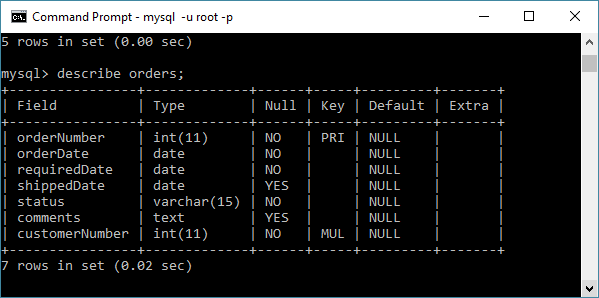 Command Prompt - mysql  -u root -p
5 rows in set (0.00 sec)
mysql> describe orders;
+----------------+-------------+------+-----+---------+-------+
| Field          | Type        | Null | Key | Default | Extra |
+----------------+-------------+------+-----+---------+-------+
| orderNumber    | int(11)     | NO   | PRI | NULL    |       |
| orderDate      | date        | NO   |     | NULL    |       |
| requiredDate   | date        | NO   |     | NULL    |       |
| shippedDate    | date        | YES  |     | NULL    |       |
| status         | varchar(15) | NO   |     | NULL    |       |
| comments       | text        | YES  |     | NULL    |       |
| customerNumber | int(11)     | NO   | MUL | NULL    |       |
+----------------+-------------+------+-----+---------+-------+
7 rows in set (0.02 sec)